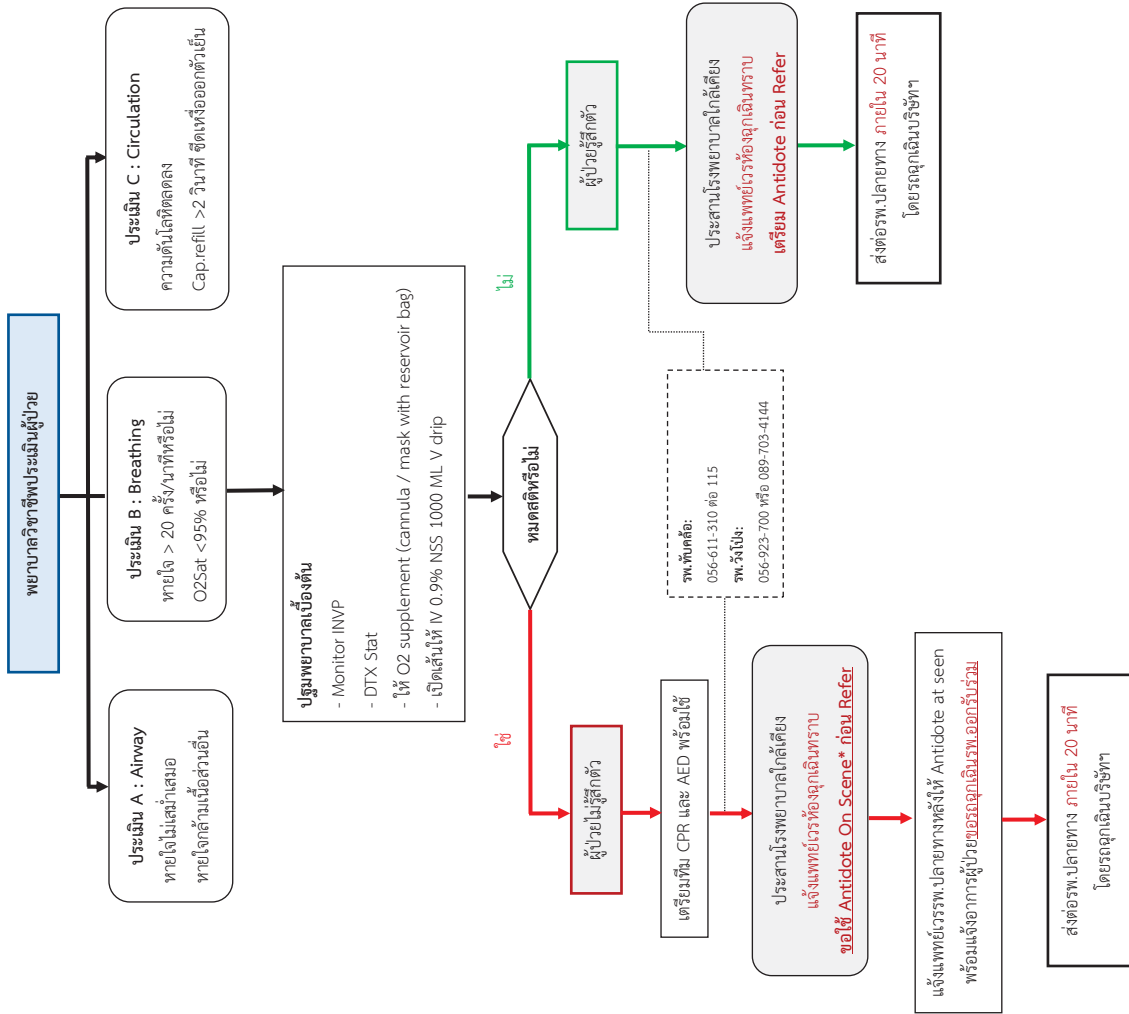 พยาบาลวิชาชีพประเมินผู้ป่วย
ประเมิน A : Airway
หายใจไม่สม่ำเสมอ
หายใจกล้ามเนื้อส่วนอื่น
ประเมิน B : Breathing
หายใจ > 20 ครั้ง/นาทีหรือไม่
O2Sat <95% หรือไม่
ประเมิน C : Circulation
ความดันโลหิตลดลง
Cap.refill >2 วินาที ซีดเหงื่อออกตัวเย็น
ปฐมพยาบาลเบื้องต้น
- Monitor INVP
- DTX Stat
- ให้ O2 supplement (cannula / mask with reservoir bag)
- เปิดเส้นให้ IV 0.9% NSS 1000 ML V drip
หมดสติหรือไม่
ใช่
ไม่
ผู้ป่วยไม่รู้สึกตัว
เตรียมทีม CPR และ AED พร้อมใช้
ประสานโรงพยาบาลใกล้เคียง
แจ้งแพทย์เวรห้องฉุกเฉินทราบ
ขอใช้ Antidote On Scene* ก่อน Refer
แจ้งแพทย์เวรรพ.ปลายทางหลังให้ Antidote at seen
พร้อมแจ้งอาการผู้ป่วยขอรถฉุกเฉินรพ.ออกรับร่วม
ส่งต่อรพ.ปลายทาง ภายใน 20 นาที
โดยรถฉุกเฉินบริษัทฯ
รพ.ทับคล้อ:
056-611-310 ต่อ 115
รพ.วังโป่ง:
056-923-700 หรือ 089-703-4144
ผู้ป่วยรู้สึกตัว
ประสานโรงพยาบาลใกล้เคียง
แจ้งแพทย์เวรห้องฉุกเฉินทราบ
เตรียม Antidote ก่อน Refer
ส่งต่อรพ.ปลายทาง ภายใน 20 นาที
โดยรถฉุกเฉินบริษัทฯ